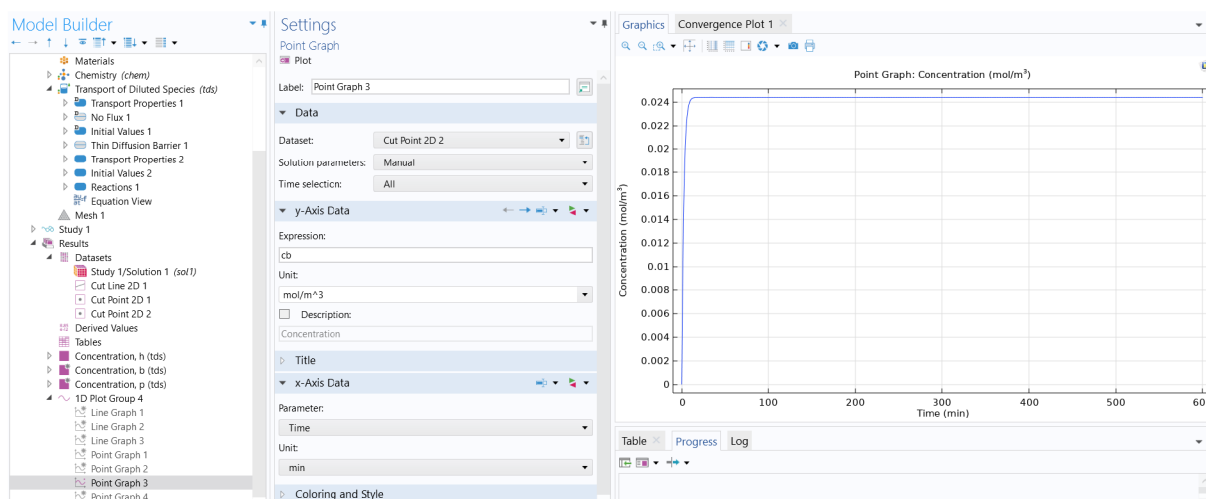 Model Builder
Materials
Chemistry (chem)
Transport of Diluted Species (tds)
Transport Properties 1
No Flux 1
Initial Values 1
Thin Diffusion Barrier 1
Transport Properties 2
Initial Values 2
Reactions 1
Equation View
Mesh 1
Study 1
Results
Datasets
Study 1/Solution 1 (sol1)
Cut Line 2D 1
Cut Point 2D 1
Cut Point 2D 2
Derived Values
Tables
Concentration, h (tds)
Concentration, b (tds)
Concentration, p (tds)
1D Plot Group 4
Line Graph 1
Line Graph 2
Line Graph 3
Point Graph 1
Point Graph 2
Point Graph 3
Point Graph 4
Settings
Point Graph
Plot
Label: Point Graph 3
Data
Dataset: Cut Point 2D 2
Solution parameters: Manual
Time selection: All
y-Axis Data
Expression:
cb
Unit:
mol/m^3
Description:
Concentration
Title
x-Axis Data
Parameter:
Time
Unit:
min
Coloring and Style
Graphics Convergence Plot 1
Point Graph: Concentration (mol/m³)
Concentration (mol/m³)
0.024
0.022
0.02
0.018
0.016
0.014
0.012
0.01
0.008
0.006
0.004
0.002
0
0 100 200 300 400 500 60
Time (min)
Table Progress Log